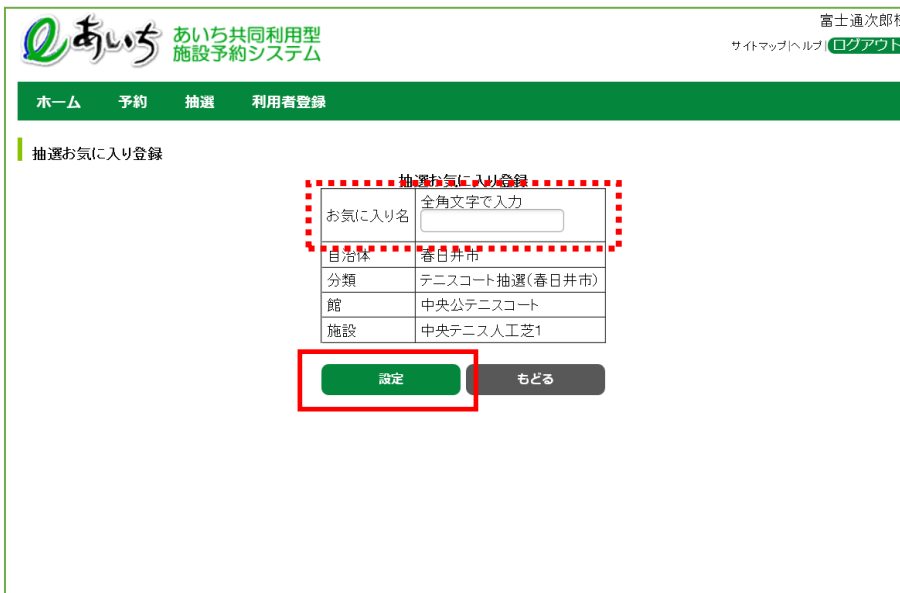 あいち あいち共同利用型
施設予約システム
富士通次郎様
サイトマップ|ヘルプ|ログアウト
ホーム 予約 抽選 利用者登録
抽選お気に入り登録
抽選お気に入り登録
お気に入り名 全角文字で入力
自治体 春日井市
分類 テニスコート抽選(春日井市)
館 中央公テニスコート
施設 中央テニス人工芝1
設定 もどる